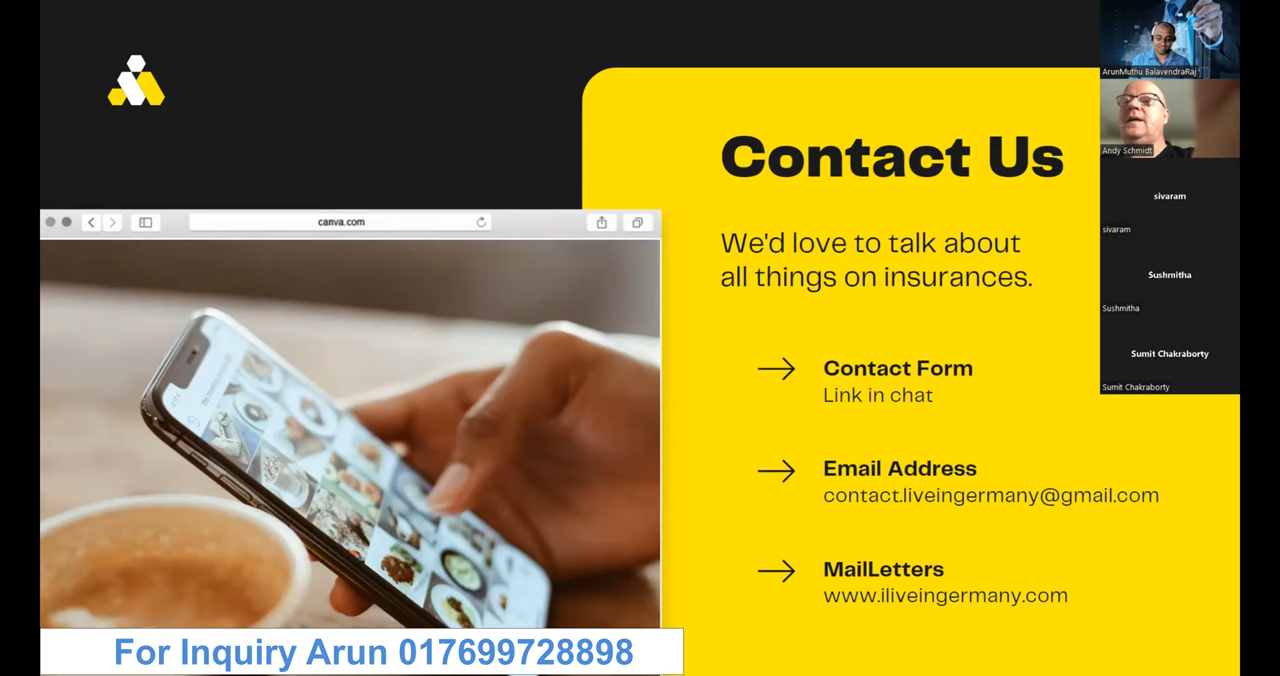 canva.com
Contact Us
We'd love to talk about
all things on insurances.
Contact Form
Link in chat
Email Address
contact.liveingermany@gmail.com
MailLetters
www.iliveingermany.com
For Inquiry Arun 017699728898
ArunMuthu BalavendraRaj
Andy Schmidt
sivaram
sivaram
Sushmitha
Sushmitha
Sumit Chakraborty
Sumit Chakraborty